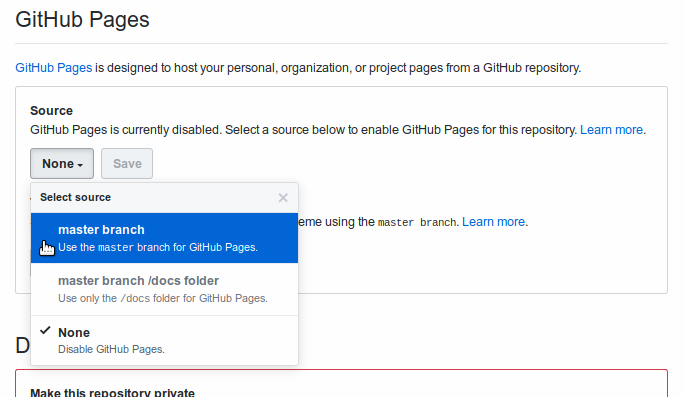 GitHub Pages
GitHub Pages is designed to host your personal, organization, or project pages from a GitHub repository.
Source
GitHub Pages is currently disabled. Select a source below to enable GitHub Pages for this repository. Learn more.
None
Save
Select source
master branch
Use the master branch for GitHub Pages.
using the master branch. Learn more.
master branch /docs folder
Use only the /docs folder for GitHub Pages.
None
Disable GitHub Pages.
D
Make this repository private